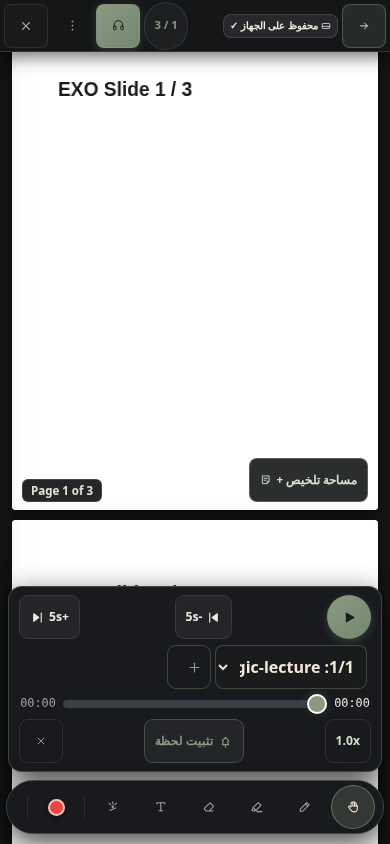 3 / 1
محفوظ على الجهاز ✓
EXO Slide 1 / 3
مساحة تلخيص +
Page 1 of 3
5s+
5s-
gic-lecture :1/1
00:00
00:00
تثبيت لحظة
1.0x
T